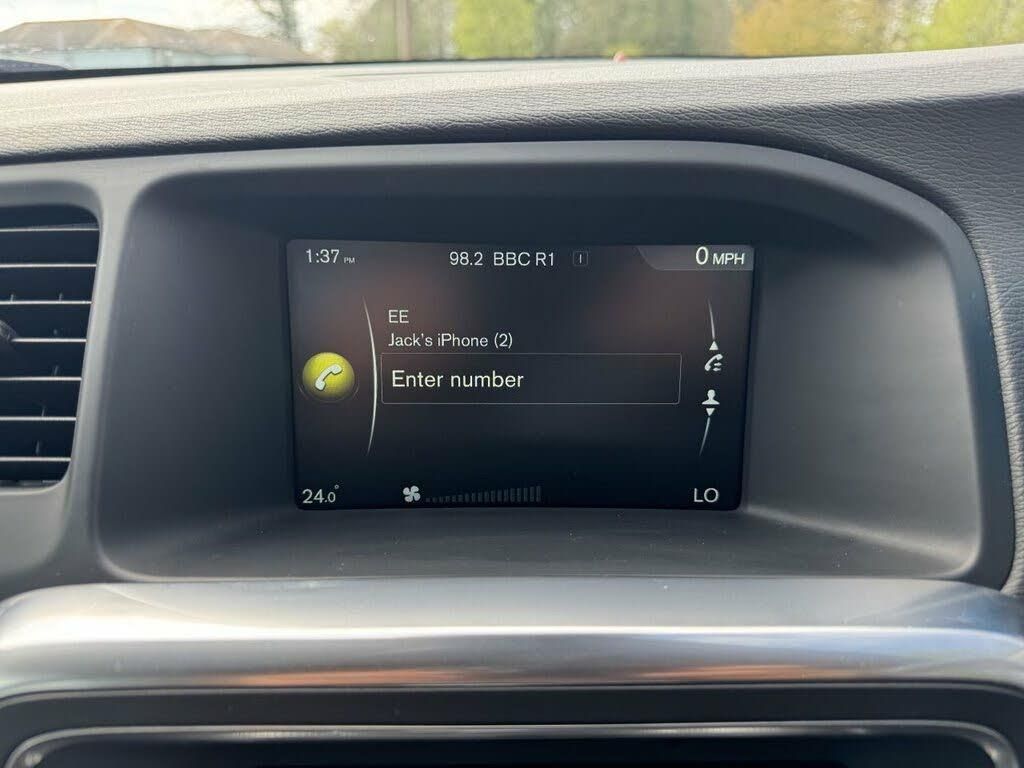 1:37 PM 98.2 BBC R1 I 0 MPH
EE
Jack's iPhone (2)
Enter number
24.0° LO